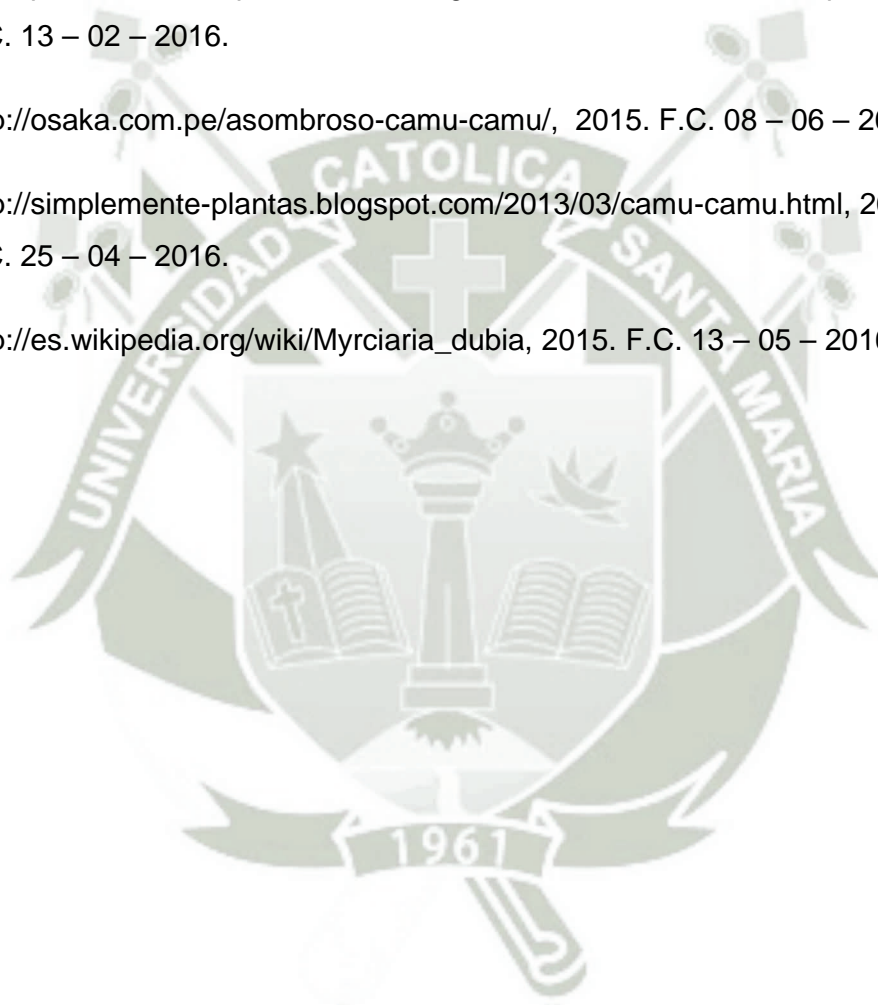 C. 13 – 02 – 2016.
o://osaka.com.pe/asombroso-camu-camu/, 2015. F.C. 08 – 06 – 20
CATOLICA
o://simplemente-plantas.blogspot.com/2013/03/camu-camu.html, 20
C. 25 – 04 – 2016.
UNIVERSIDAD
SANTA MARIA
o://es.wikipedia.org/wiki/Myrciaria_dubia, 2015. F.C. 13 – 05 – 2016
1961